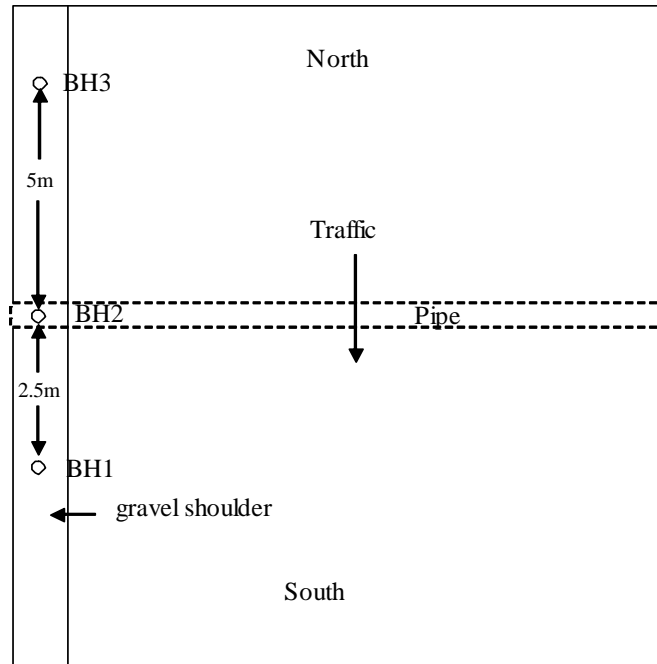 North
BH3
5m
Traffic
BH2
Pipe
2.5m
BH1
gravel shoulder
South